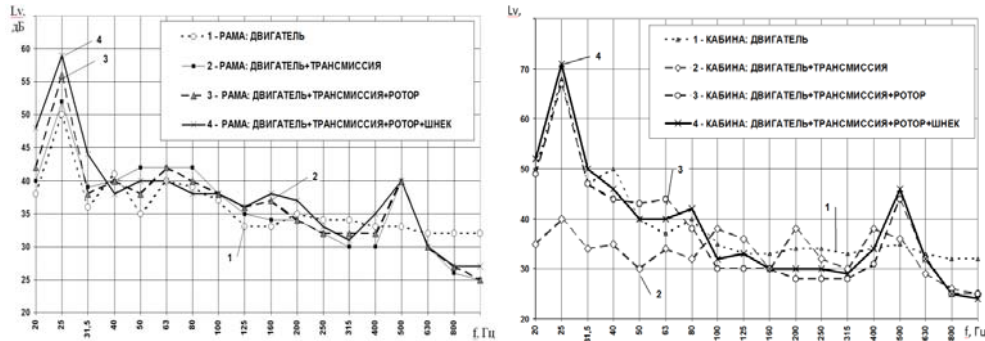 Lv,
дБ
60
55
50
45
40
35
30
25
20
20 25 31,5 40 50 63 80 100 125 160 200 250 315 400 500 630 800 f, Гц
4
3
2
1
1 - РАМА: ДВИГАТЕЛЬ
2 - РАМА: ДВИГАТЕЛЬ+ТРАНСМИССИЯ
3 - РАМА: ДВИГАТЕЛЬ+ТРАНСМИССИЯ+РОТОР
4 - РАМА: ДВИГАТЕЛЬ+ТРАНСМИССИЯ+РОТОР+ШНЕК
Lv,
70
60
50
40
30
20
20 25 31,5 40 50 63 80 100 125 160 200 250 315 400 500 630 800 f, Гц
4
3
1
2
1 - КАБИНА: ДВИГАТЕЛЬ
2 - КАБИНА: ДВИГАТЕЛЬ+ТРАНСМИССИЯ
3 - КАБИНА: ДВИГАТЕЛЬ+ТРАНСМИССИЯ+РОТОР
4 - КАБИНА: ДВИГАТЕЛЬ+ТРАНСМИССИЯ+РОТОР+ШНЕК